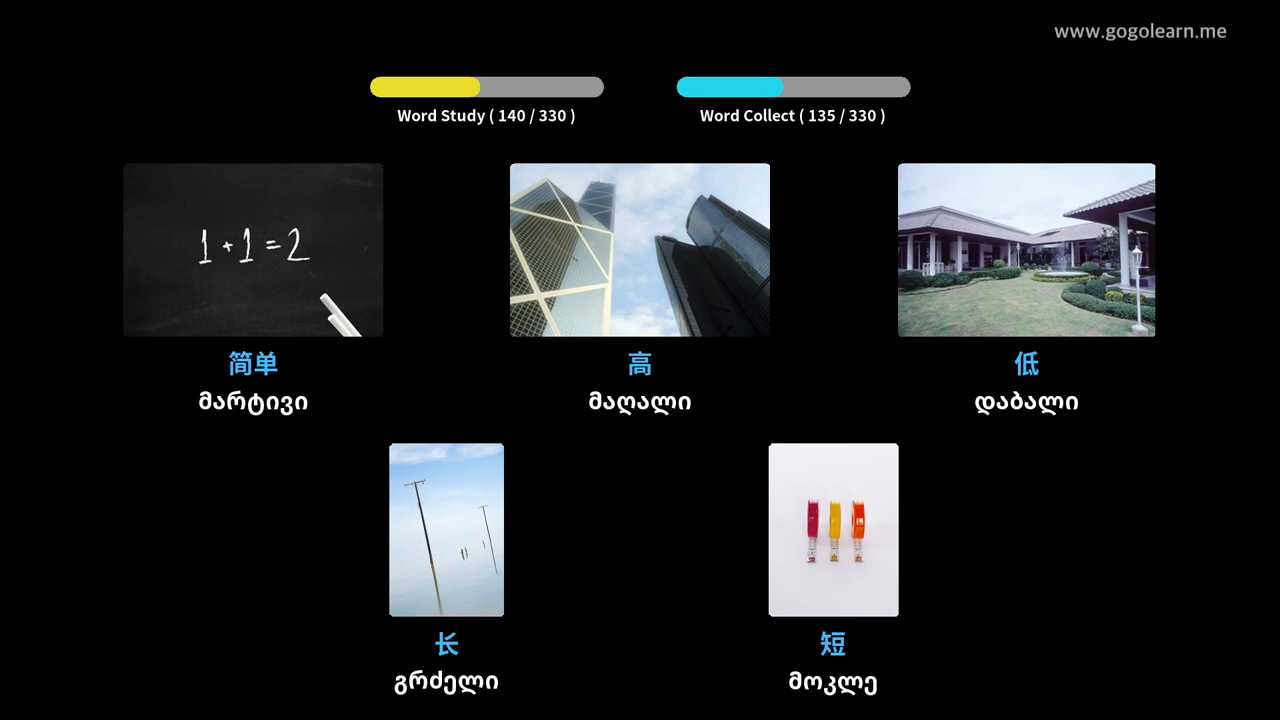 www.gogolearn.me
Word Study ( 140 / 330 )
Word Collect ( 135 / 330 )
1 + 1 = 2
简单
მარტივი
高
მაღალი
低
დაბალი
长
გრძელი
短
მოკლე